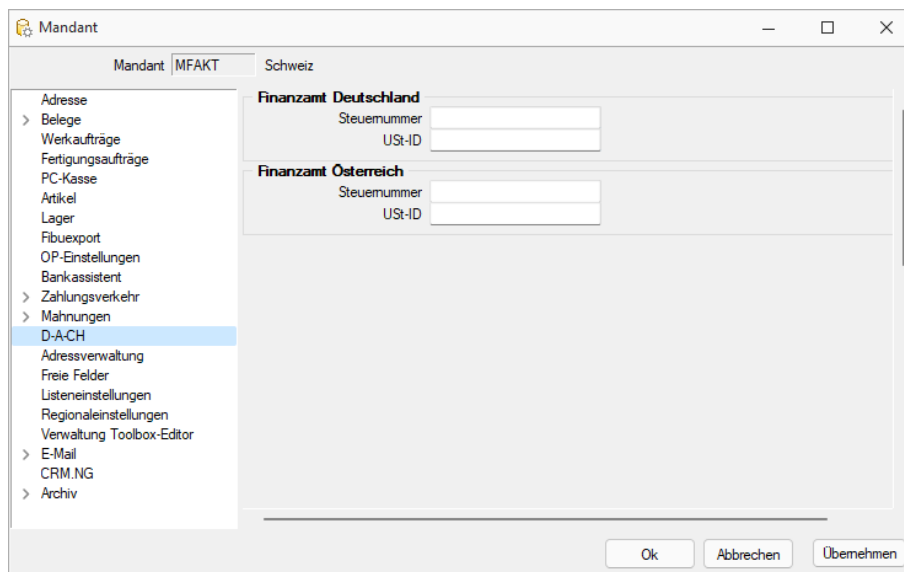 Mandant
Mandant MFAKT Schweiz
Adresse
Belege
Werkaufträge
Fertigungsaufträge
PC-Kasse
Artikel
Lager
Fibuexport
OP-Einstellungen
Bankassistent
Zahlungsverkehr
Mahnungen
D-A-CH
Adressverwaltung
Freie Felder
Listeneinstellungen
Regionaleinstellungen
Verwaltung Toolbox-Editor
E-Mail
CRM.NG
Archiv
Finanzamt Deutschland
Steuernummer
USt-ID
Finanzamt Österreich
Steuernummer
USt-ID
Ok Abbrechen Übernehmen